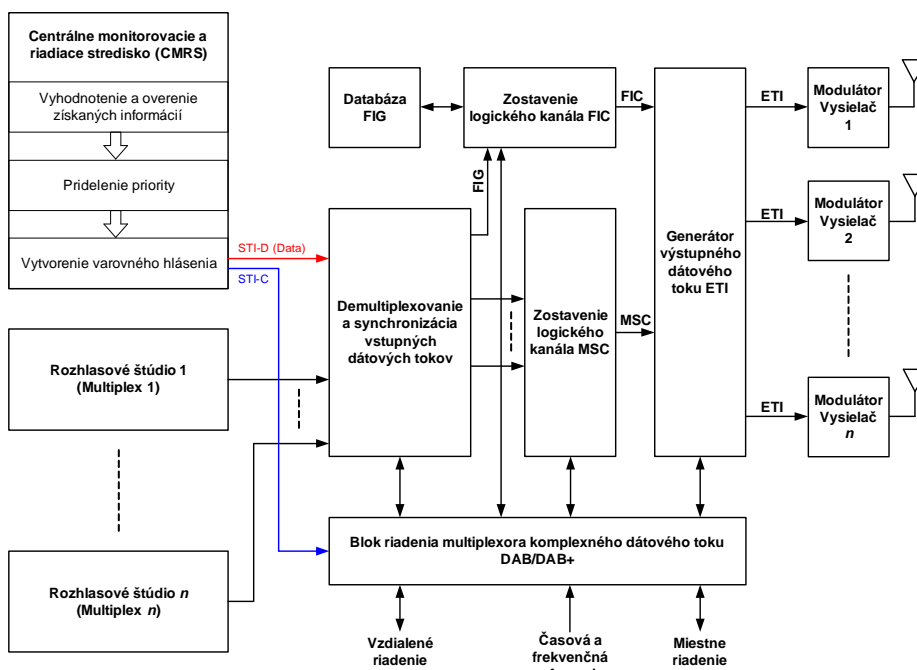 Centrálne monitorovacie a
riadiace stredisko (CMRS)
Vyhodnotenie a overenie
získaných informácií
Pridelenie priority
Vytvorenie varovného hlásenia
STI-D (Data)
STI-C
Rozhlasové štúdio 1
(Multiplex 1)
Rozhlasové štúdio n
(Multiplex n)
Databáza
FIG
Zostavenie
logického kanála FIC
FIC
FIG
Demultiplexovanie
a synchronizácia
vstupných
dátových tokov
Zostavenie
logického
kanála MSC
MSC
Generátor
výstupného
dátového
toku ETI
ETI
Modulátor
Vysielač
1
ETI
Modulátor
Vysielač
2
ETI
Modulátor
Vysielač
n
Blok riadenia multiplexora komplexného dátového toku
DAB/DAB+
Vzdialené
riadenie
Časová a
frekvenčná
Miestne
riadenie